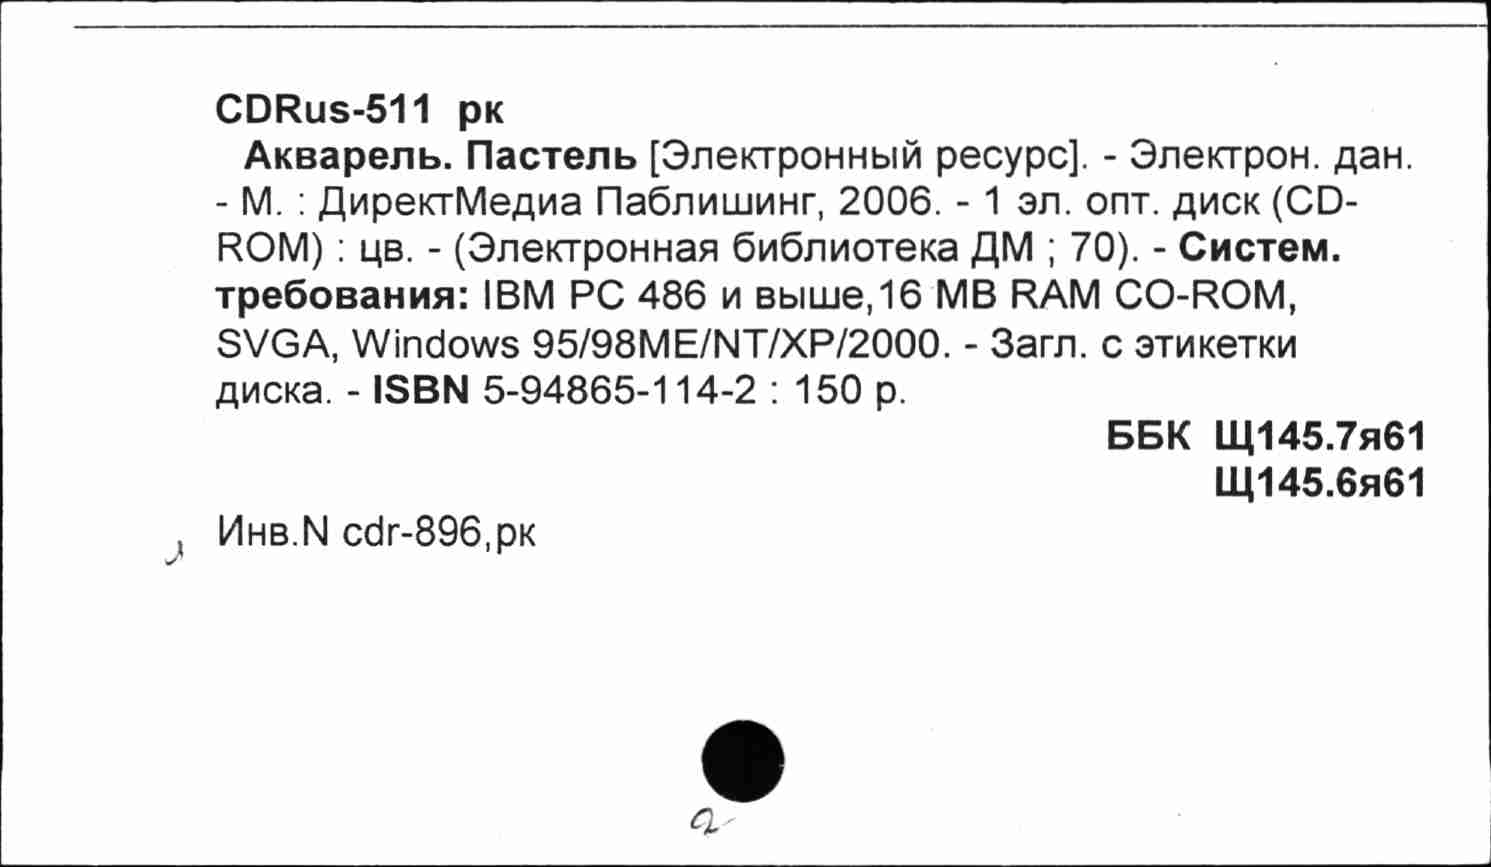 CDRus-511 рк
Акварель. Пастель [Электронный ресурс]. - Электрон. дан.
- М. : ДиректМедиа Паблишинг, 2006. - 1 эл. опт. диск (CD-
ROM) : цв. - (Электронная библиотека ДМ ; 70). - Систем.
требования: IBM PC 486 и выше,16 MB RAM CO-ROM,
SVGA, Windows 95/98ME/NT/XP/2000. - Загл. с этикетки
диска. - ISBN 5-94865-114-2 : 150 р.
ББК Щ145.7я61
Щ145.6я61
Инв.N cdr-896,рк